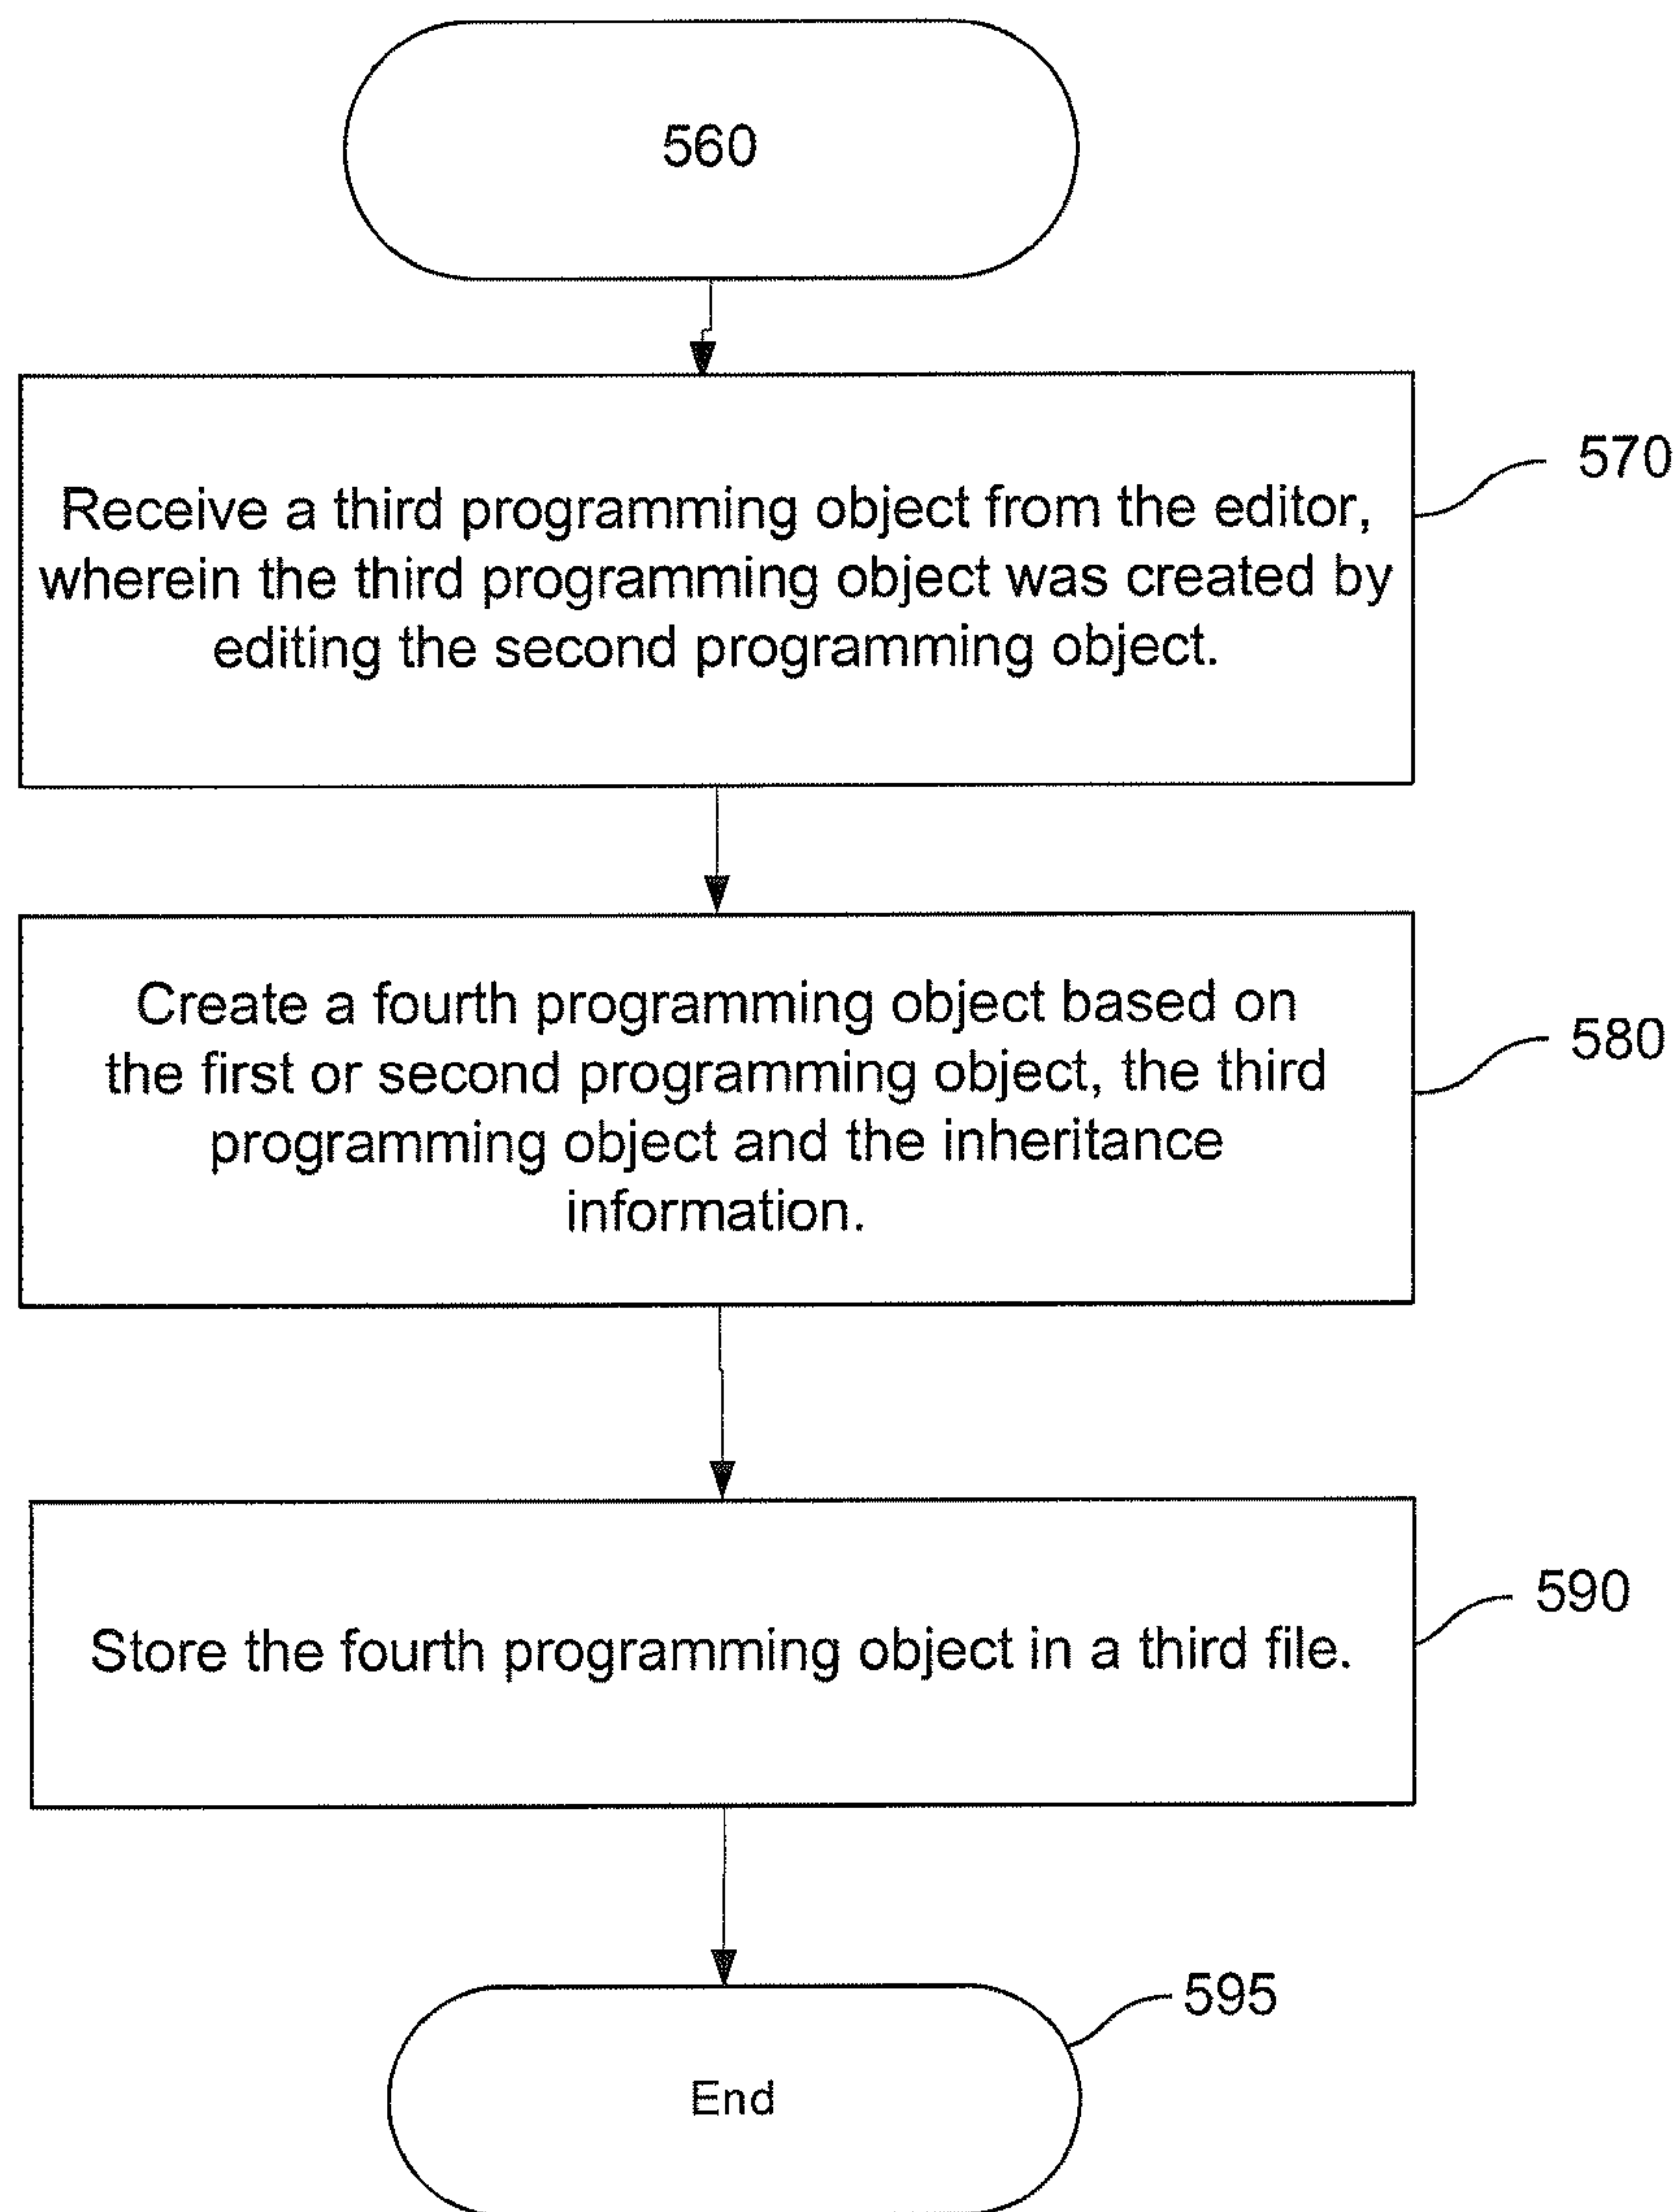 560
570
Receive a third programming object from the editor,
wherein the third programming object was created by
editing the second programming object.
580
Create a fourth programming object based on
the first or second programming object, the third
programming object and the inheritance
information.
590
Store the fourth programming object in a third file.
595
End